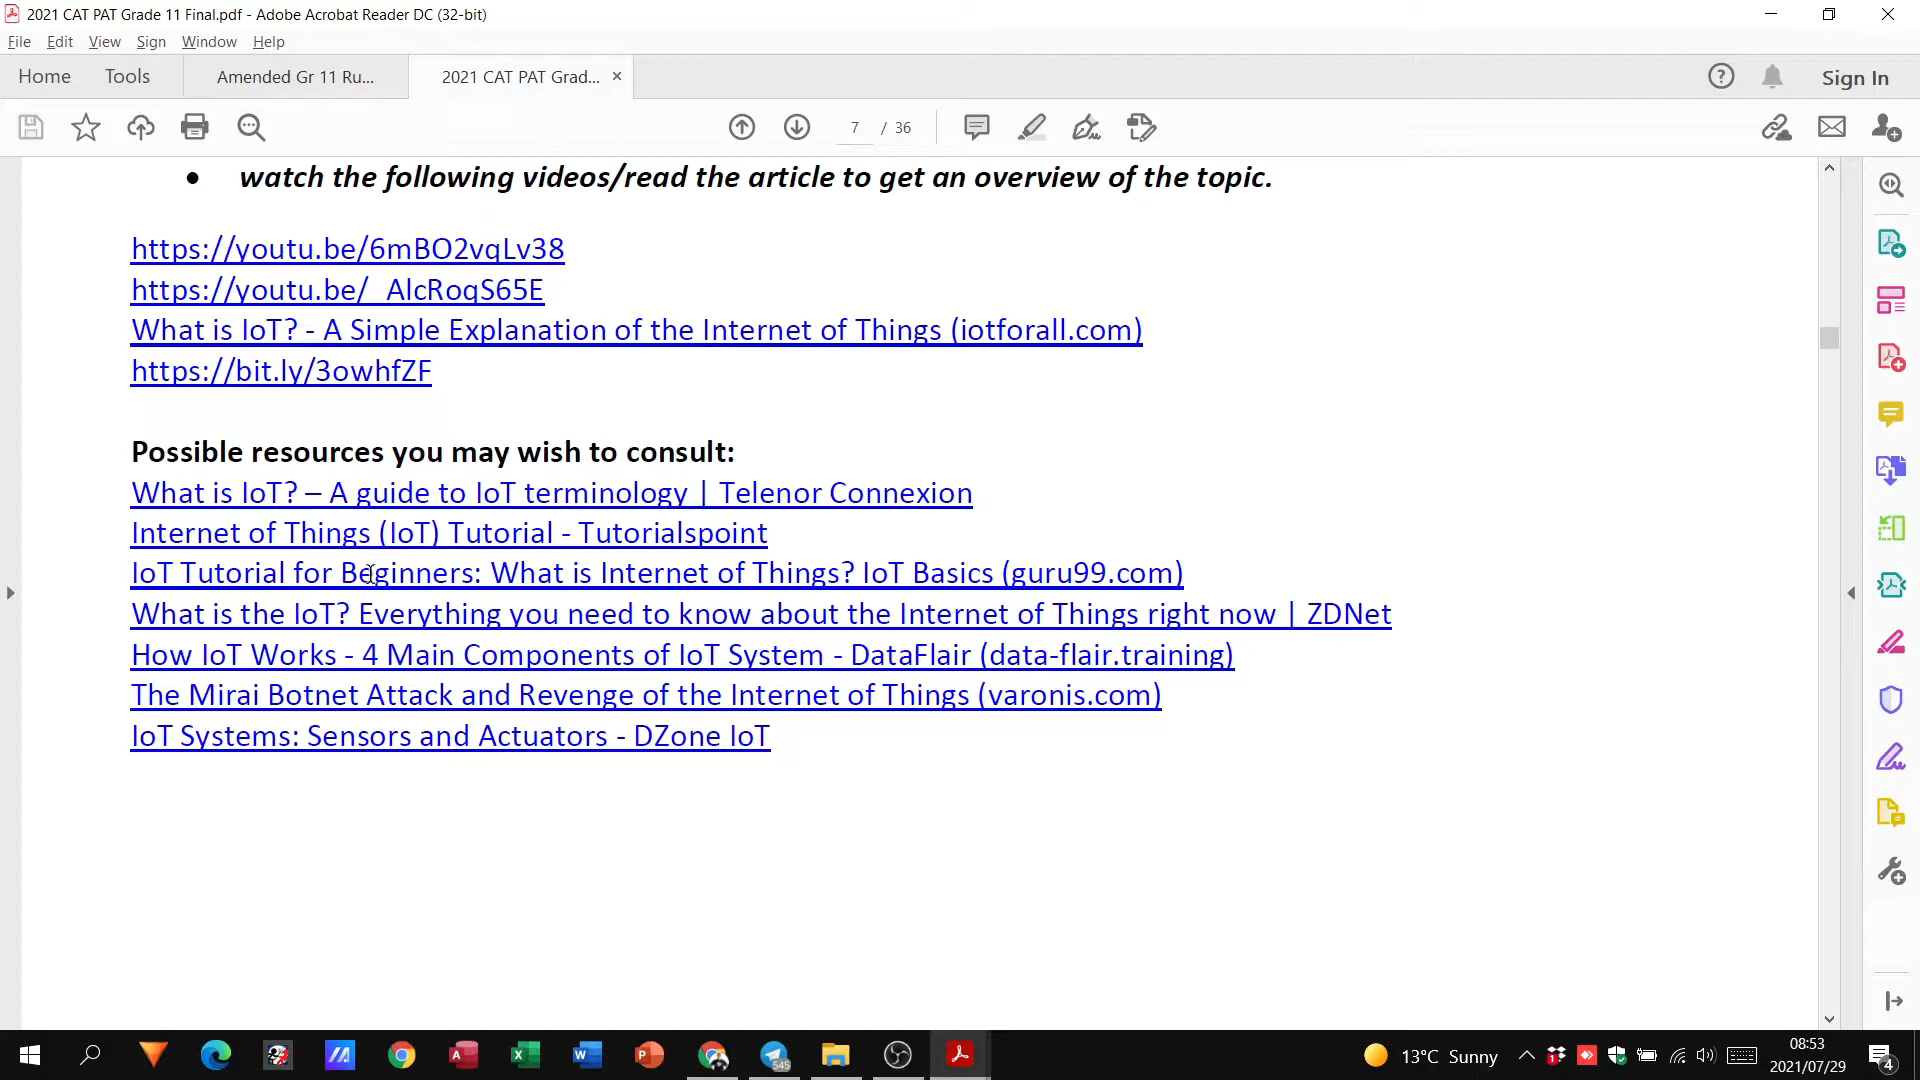 2021 CAT PAT Grade 11 Final.pdf - Adobe Acrobat Reader DC (32-bit)
File Edit View Sign Window Help
Home Tools Amended Gr 11 Ru... 2021 CAT PAT Grad... × Sign In
7 / 36
• watch the following videos/read the article to get an overview of the topic.
https://youtu.be/6mBO2vqLv38
https://youtu.be/_AlcRoqS65E
What is IoT? - A Simple Explanation of the Internet of Things (iotforall.com)
https://bit.ly/3owhfZF
Possible resources you may wish to consult:
What is IoT? – A guide to IoT terminology | Telenor Connexion
Internet of Things (IoT) Tutorial - Tutorialspoint
IoT Tutorial for Beginners: What is Internet of Things? IoT Basics (guru99.com)
What is the IoT? Everything you need to know about the Internet of Things right now | ZDNet
How IoT Works - 4 Main Components of IoT System - DataFlair (data-flair.training)
The Mirai Botnet Attack and Revenge of the Internet of Things (varonis.com)
IoT Systems: Sensors and Actuators - DZone IoT
545
13°C Sunny
08:53
2021/07/29
4